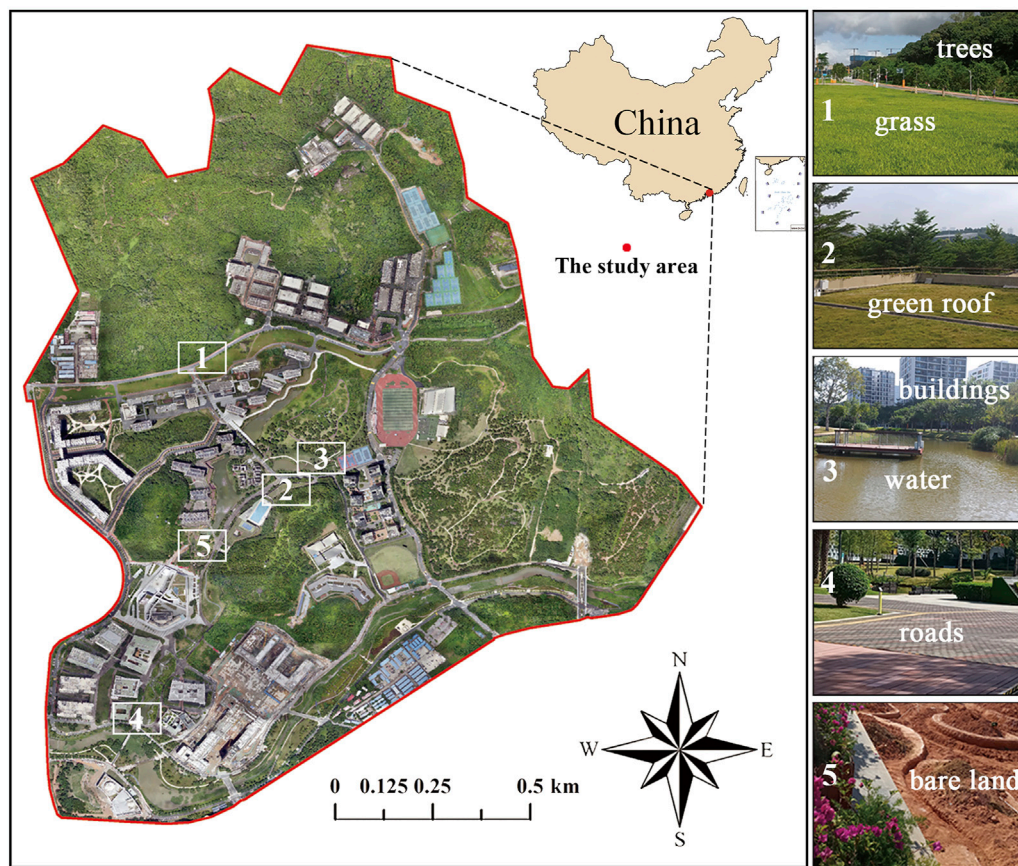 China
The study area
1
3
2
5
4
0 0.125 0.25 0.5 km
N
W
E
S
trees
1
grass
2
green roof
buildings
3
water
4
roads
5
bare land